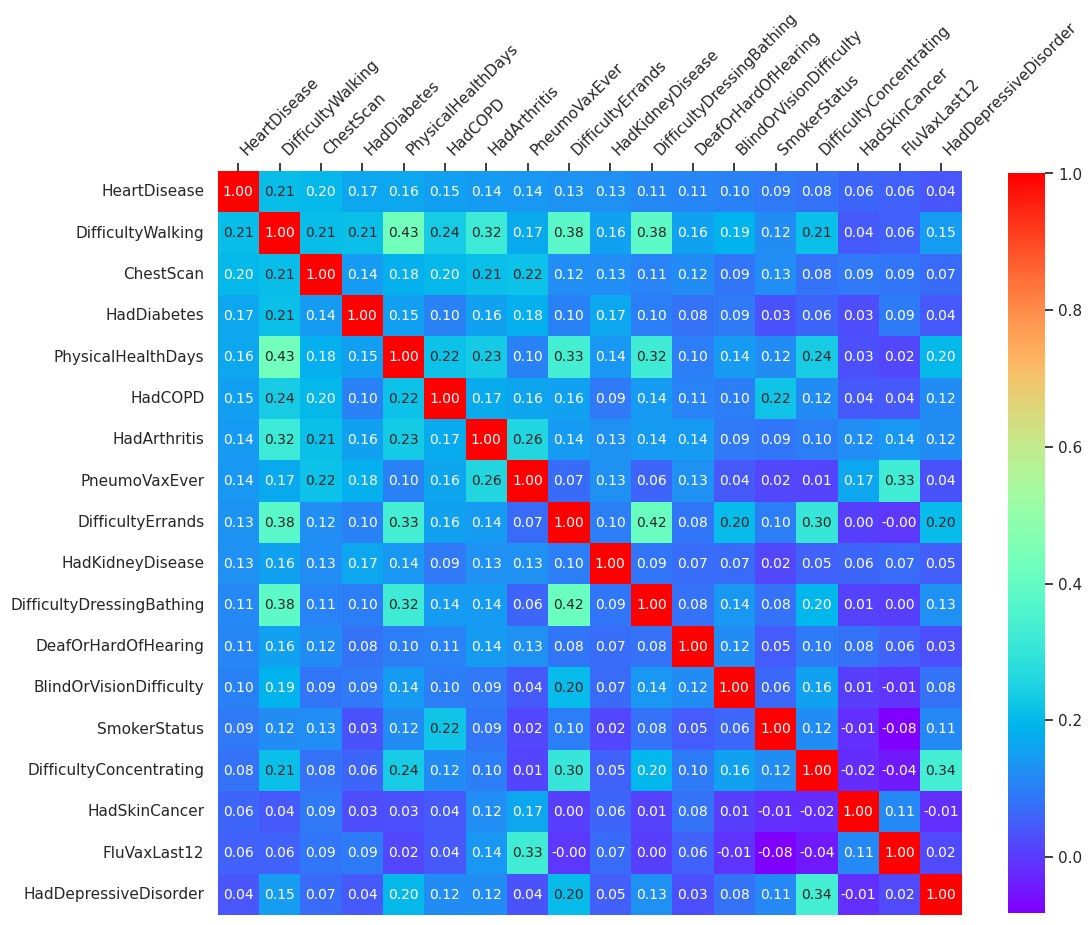 HeartDisease
DifficultyWalking
ChestScan
HadDiabetes
PhysicalHealthDays
HadCOPD
HadArthritis
PneumoVaxEver
DifficultyErrands
HadKidneyDisease
DifficultyDressingBathing
DeafOrHardOfHearing
BlindOrVisionDifficulty
SmokerStatus
DifficultyConcentrating
HadSkinCancer
FluVaxLast12
HadDepressiveDisorder
HeartDisease 1.00 0.21 0.20 0.17 0.16 0.15 0.14 0.14 0.13 0.13 0.11 0.11 0.10 0.09 0.08 0.06 0.06 0.04
DifficultyWalking 0.21 1.00 0.21 0.21 0.43 0.24 0.32 0.17 0.38 0.16 0.38 0.16 0.19 0.12 0.21 0.04 0.06 0.15
ChestScan 0.20 0.21 1.00 0.14 0.18 0.20 0.21 0.22 0.12 0.13 0.11 0.12 0.09 0.13 0.08 0.09 0.09 0.07
HadDiabetes 0.17 0.21 0.14 1.00 0.15 0.10 0.16 0.18 0.10 0.17 0.10 0.08 0.09 0.03 0.06 0.03 0.09 0.04
PhysicalHealthDays 0.16 0.43 0.18 0.15 1.00 0.22 0.23 0.10 0.33 0.14 0.32 0.10 0.14 0.12 0.24 0.03 0.02 0.20
HadCOPD 0.15 0.24 0.20 0.10 0.22 1.00 0.17 0.16 0.16 0.09 0.14 0.11 0.10 0.22 0.12 0.04 0.04 0.12
HadArthritis 0.14 0.32 0.21 0.16 0.23 0.17 1.00 0.26 0.14 0.13 0.14 0.14 0.09 0.09 0.10 0.12 0.14 0.12
PneumoVaxEver 0.14 0.17 0.22 0.18 0.10 0.16 0.26 1.00 0.07 0.13 0.06 0.13 0.04 0.02 0.01 0.17 0.33 0.04
DifficultyErrands 0.13 0.38 0.12 0.10 0.33 0.16 0.14 0.07 1.00 0.10 0.42 0.08 0.20 0.10 0.30 0.00 -0.00 0.20
HadKidneyDisease 0.13 0.16 0.13 0.17 0.14 0.09 0.13 0.13 0.10 1.00 0.09 0.07 0.07 0.02 0.05 0.06 0.07 0.05
DifficultyDressingBathing 0.11 0.38 0.11 0.10 0.32 0.14 0.14 0.06 0.42 0.09 1.00 0.08 0.14 0.08 0.20 0.01 0.00 0.13
DeafOrHardOfHearing 0.11 0.16 0.12 0.08 0.10 0.11 0.14 0.13 0.08 0.07 0.08 1.00 0.12 0.05 0.10 0.08 0.06 0.03
BlindOrVisionDifficulty 0.10 0.19 0.09 0.09 0.14 0.10 0.09 0.04 0.20 0.07 0.14 0.12 1.00 0.06 0.16 0.01 -0.01 0.08
SmokerStatus 0.09 0.12 0.13 0.03 0.12 0.22 0.09 0.02 0.10 0.02 0.08 0.05 0.06 1.00 0.12 -0.01 -0.08 0.11
DifficultyConcentrating 0.08 0.21 0.08 0.06 0.24 0.12 0.10 0.01 0.30 0.05 0.20 0.10 0.16 0.12 1.00 -0.02 -0.04 0.34
HadSkinCancer 0.06 0.04 0.09 0.03 0.03 0.04 0.12 0.17 0.00 0.06 0.01 0.08 0.01 -0.01 -0.02 1.00 0.11 -0.01
FluVaxLast12 0.06 0.06 0.09 0.09 0.02 0.04 0.14 0.33 -0.00 0.07 0.00 0.06 -0.01 -0.08 -0.04 0.11 1.00 0.02
HadDepressiveDisorder 0.04 0.15 0.07 0.04 0.20 0.12 0.12 0.04 0.20 0.05 0.13 0.03 0.08 0.11 0.34 -0.01 0.02 1.00
1.0
0.8
0.6
0.4
0.2
0.0